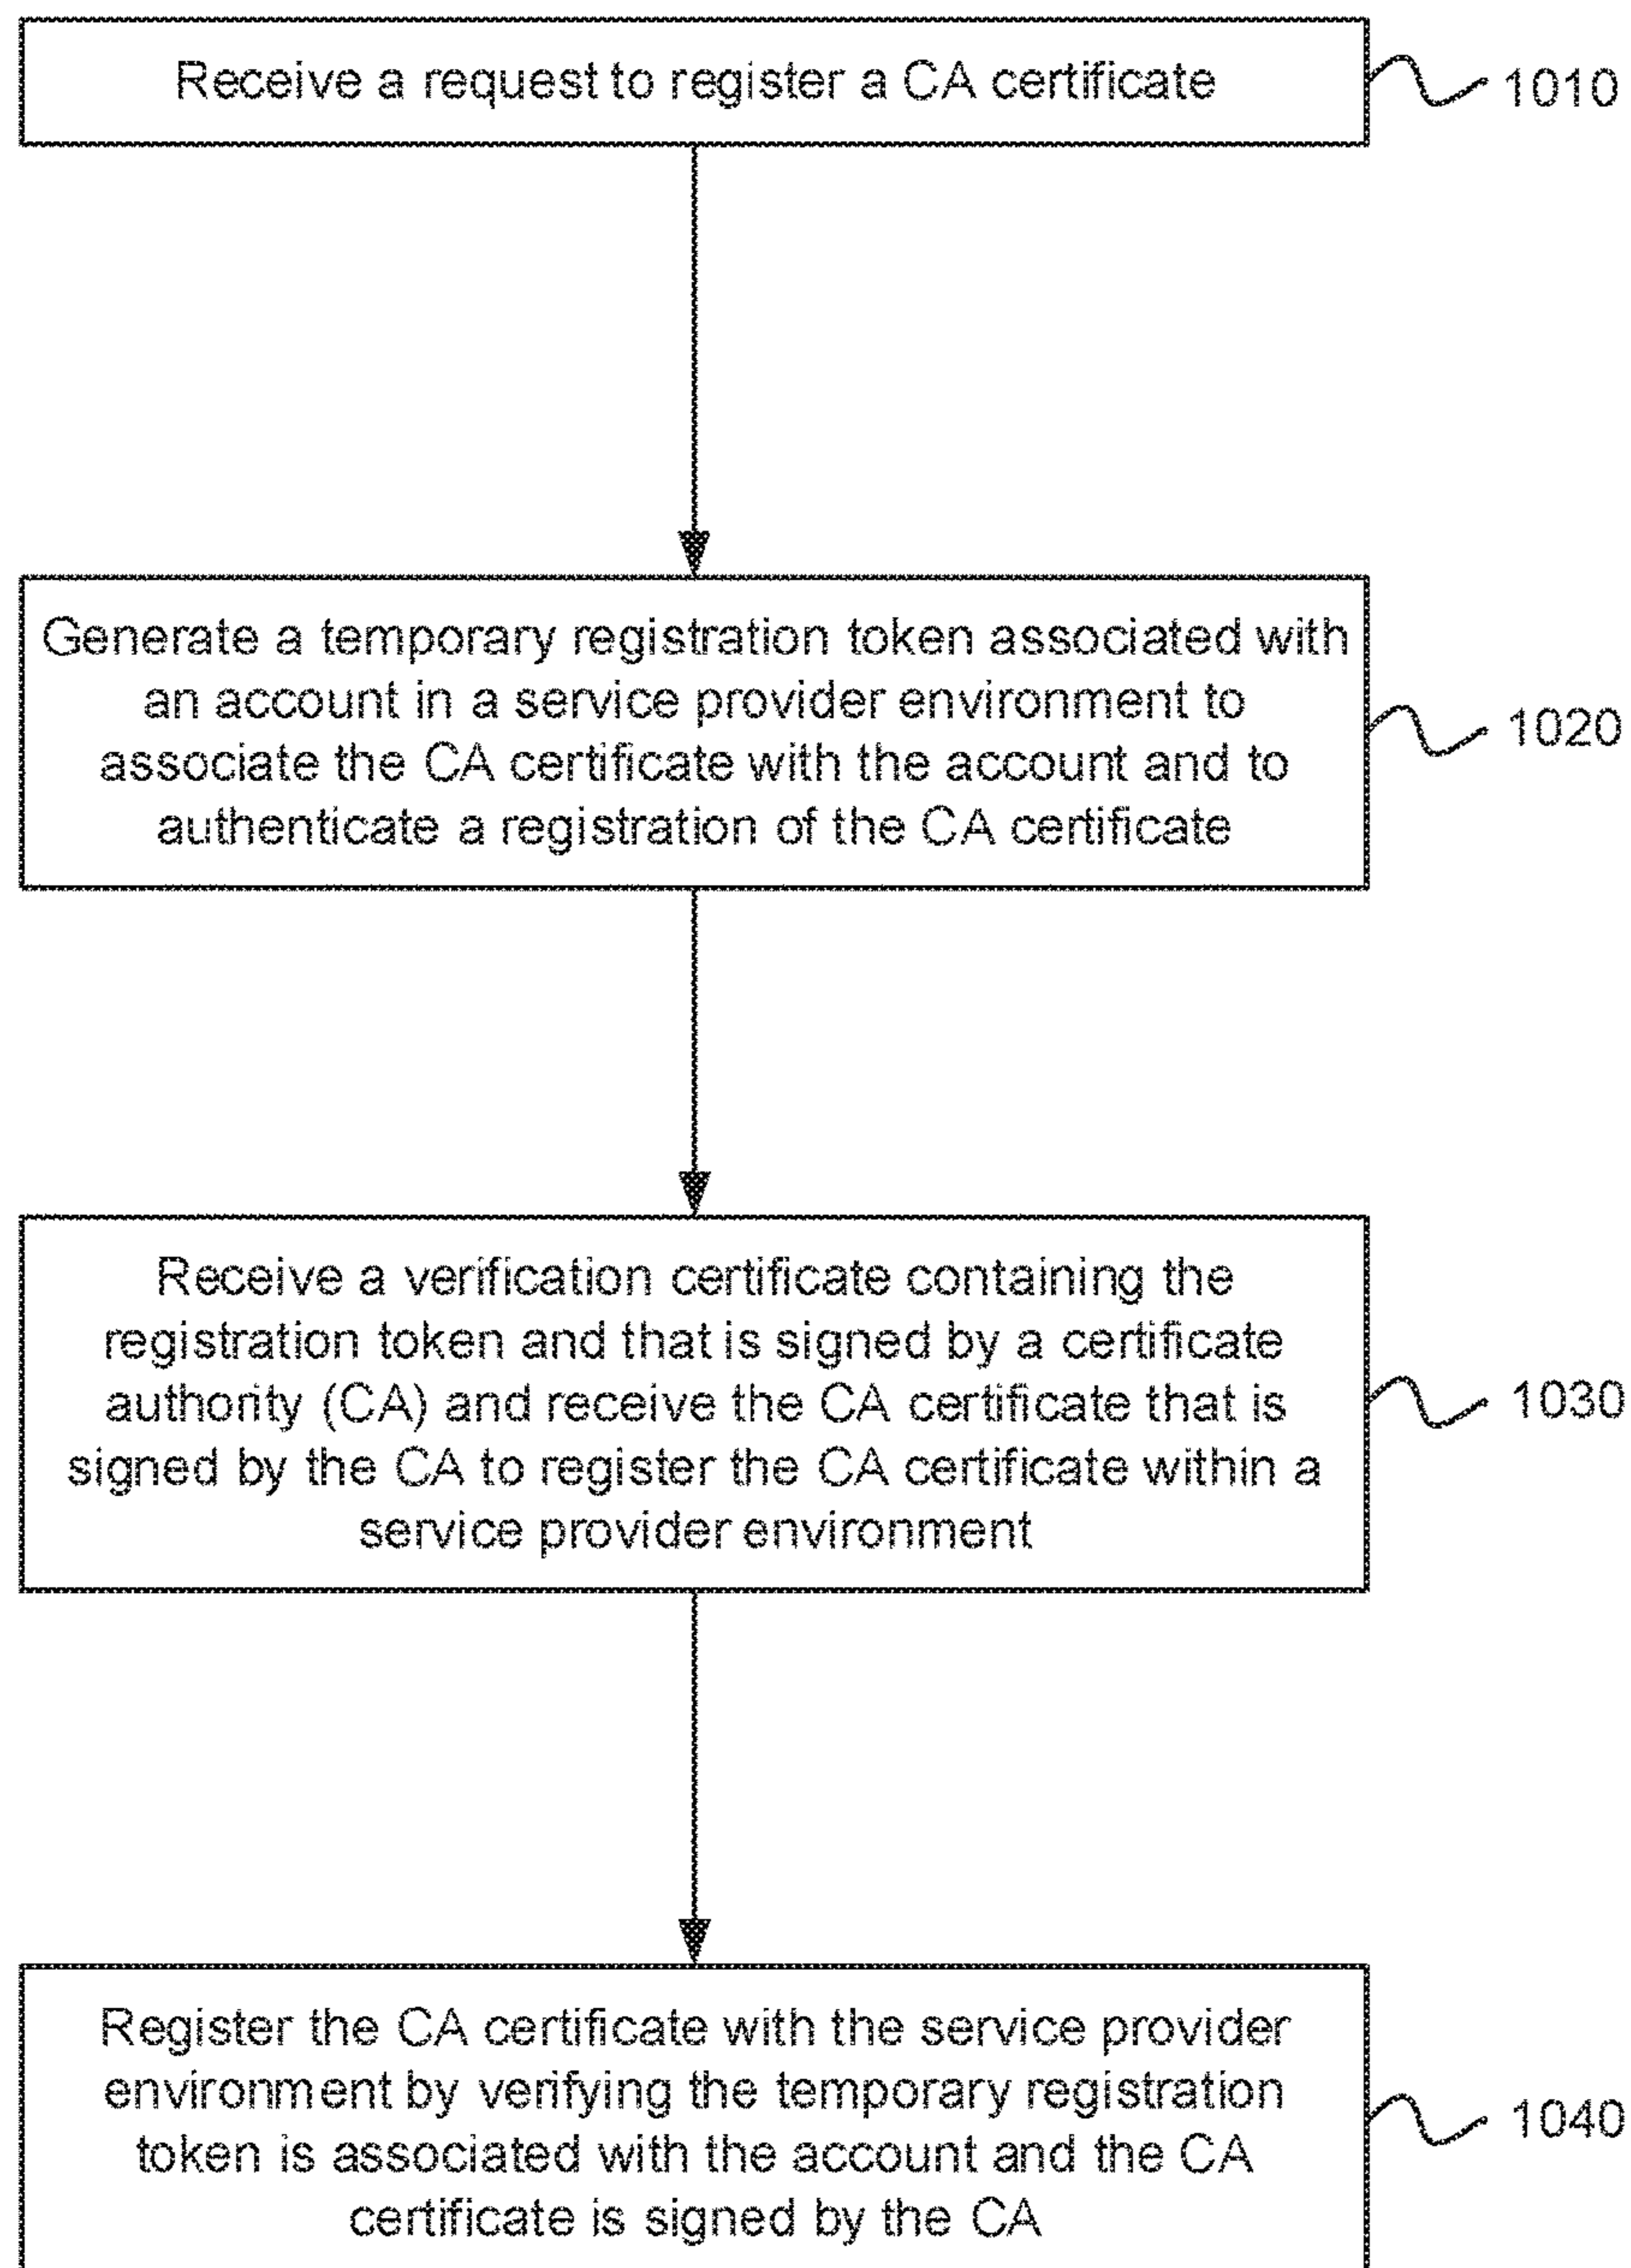 Receive a request to register a CA certificate
1010
Generate a temporary registration token associated with
an account in a service provider environment to
associate the CA certificate with the account and to
authenticate a registration of the CA certificate
1020
Receive a verification certificate containing the
registration token and that is signed by a certificate
authority (CA) and receive the CA certificate that is
signed by the CA to register the CA certificate within a
service provider environment
1030
Register the CA certificate with the service provider
environment by verifying the temporary registration
token is associated with the account and the CA
certificate is signed by the CA
1040